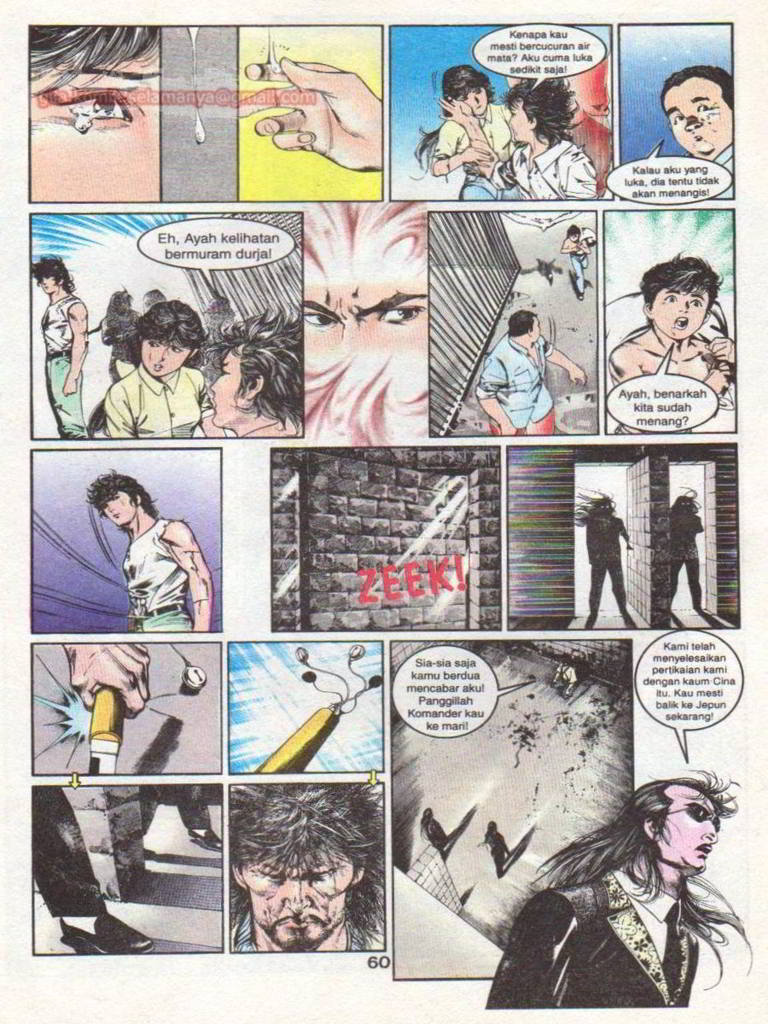 gilakomikselamanya@gmail.com
Kenapa kau
mesti bercucuran air
mata? Aku cuma luka
sedikit saja!
Kalau aku yang
luka, dia tentu tidak
akan menangis!
Eh, Ayah kelihatan
bermuram durja!
Ayah, benarkah
kita sudah
menang?
ZEEK!
Sia-sia saja
kamu berdua
mencabar aku!
Panggillah
Komander kau
ke mari!
Kami telah
menyelesaikan
pertikaian kami
dengan kaum Cina
itu. Kau mesti
balik ke Jepun
sekarang!
60